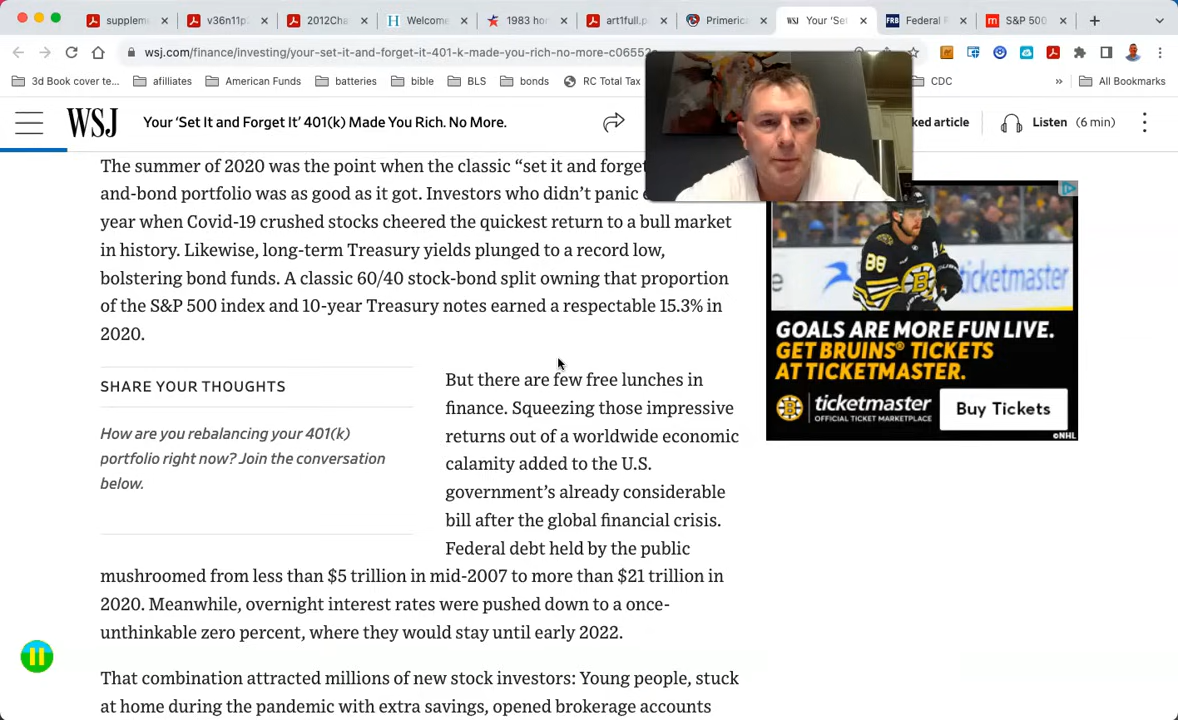 supplem
v36n11p
2012Cha
Welcome
1983 ho
art1full.p
Primerica
Your 'Se
Federal
S&P 500
wsj.com/finance/investing/your-set-it-and-forget-it-401-k-made-you-rich-no-more-c06552
3d Book cover te...
afilliates
American Funds
batteries
bible
BLS
bonds
RC Total Tax
CDC
»
All Bookmarks
WSJ
Your 'Set It and Forget It' 401(k) Made You Rich. No More.
ked article
Listen (6 min)
The summer of 2020 was the point when the classic “set it and forget
and-bond portfolio was as good as it got. Investors who didn’t panic
year when Covid-19 crushed stocks cheered the quickest return to a bull market
in history. Likewise, long-term Treasury yields plunged to a record low,
bolstering bond funds. A classic 60/40 stock-bond split owning that proportion
of the S&P 500 index and 10-year Treasury notes earned a respectable 15.3% in
2020.
SHARE YOUR THOUGHTS
How are you rebalancing your 401(k)
portfolio right now? Join the conversation
below.
But there are few free lunches in
finance. Squeezing those impressive
returns out of a worldwide economic
calamity added to the U.S.
government’s already considerable
bill after the global financial crisis.
Federal debt held by the public
mushroomed from less than $5 trillion in mid-2007 to more than $21 trillion in
2020. Meanwhile, overnight interest rates were pushed down to a once-
unthinkable zero percent, where they would stay until early 2022.
That combination attracted millions of new stock investors: Young people, stuck
at home during the pandemic with extra savings, opened brokerage accounts
88
ticketmaster
GOALS ARE MORE FUN LIVE.
GET BRUINS® TICKETS
AT TICKETMASTER.
ticketmaster
OFFICIAL TICKET MARKETPLACE
Buy Tickets
©NHL